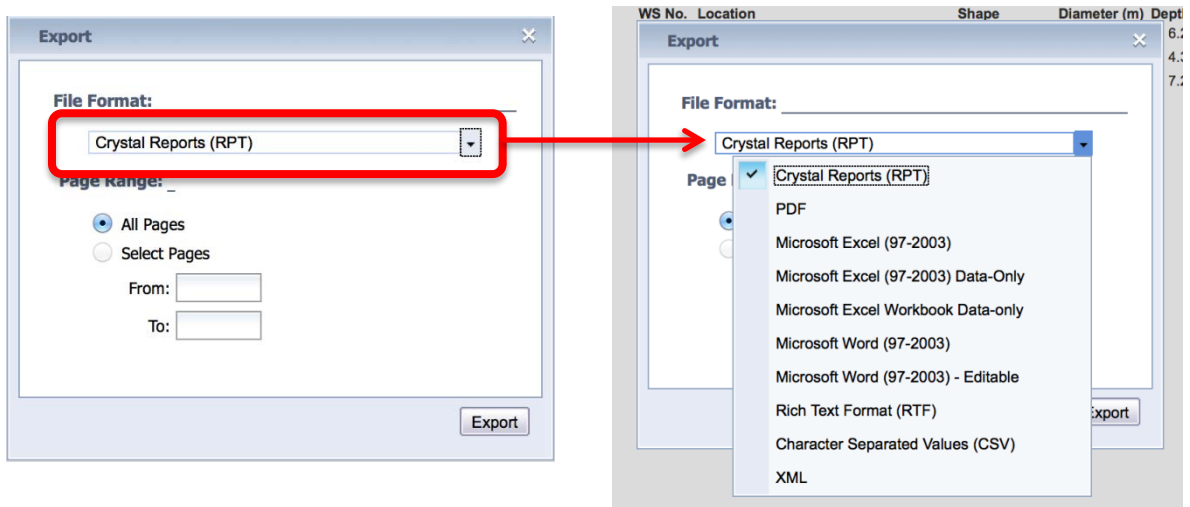 Export
File Format:
Crystal Reports (RPT)
Page Range:
All Pages
Select Pages
From:
To:
Export
WS No. Location Shape Diameter (m)
Export
File Format:
Crystal Reports (RPT)
Page
Crystal Reports (RPT)
PDF
Microsoft Excel (97-2003)
Microsoft Excel (97-2003) Data-Only
Microsoft Excel Workbook Data-only
Microsoft Word (97-2003)
Microsoft Word (97-2003) - Editable
Rich Text Format (RTF)
Character Separated Values (CSV)
XML